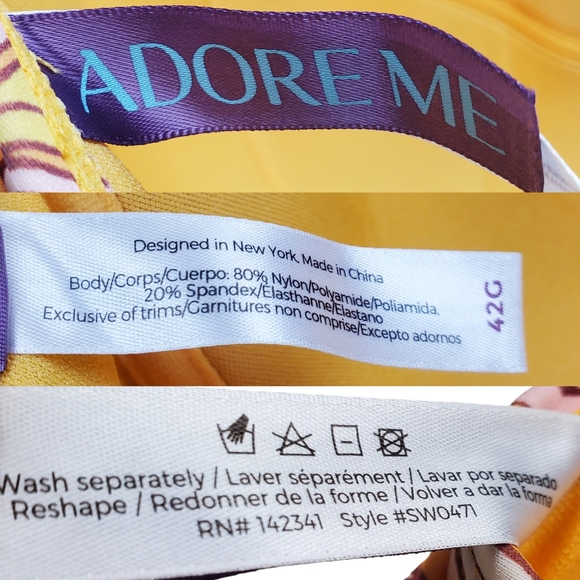 ADORE ME
Designed in New York, Made in China
Body/Corps/Cuerpo: 80% Nylon/Polyamide/Poliamida,
20% Spandex/Élasthanne/Elastano
Exclusive of trims/Garnitures non comprise/Excepto adornos
42G
Wash separately / Laver séparément / Lavar por separado
Reshape / Redonner de la forme / Volver a dar la forma
RN# 142341 Style #SW0471